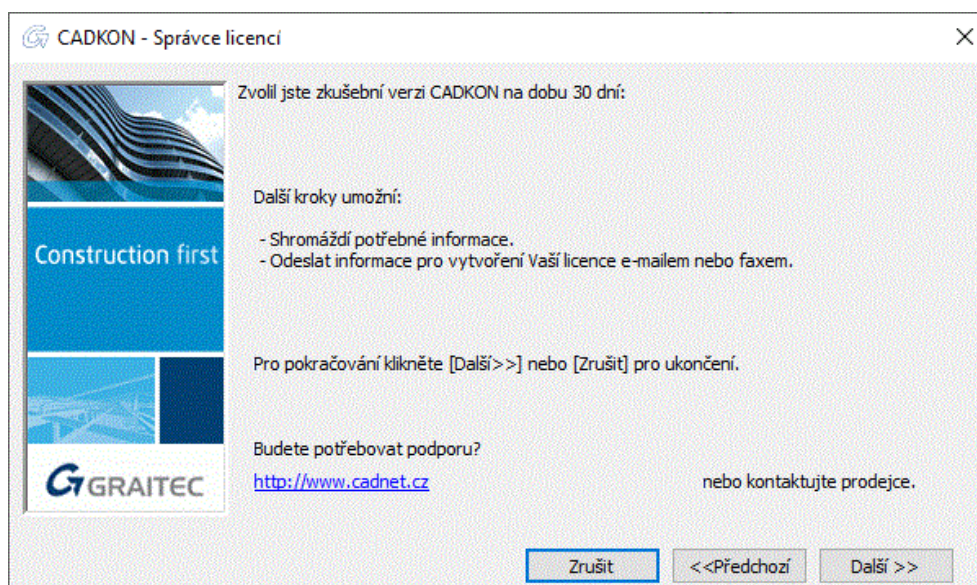 CADKON - Správce licencí
Zvolil jste zkušební verzi CADKON na dobu 30 dní:
Další kroky umožní:
- Shromáždí potřebné informace.
- Odeslat informace pro vytvoření Vaší licence e-mailem nebo faxem.
Construction first
Pro pokračování klikněte [Další>>] nebo [Zrušit] pro ukončení.
Budete potřebovat podporu?
http://www.cadnet.cz nebo kontaktujte prodejce.
GRAITEC
Zrušit <<Předchozí Další >>